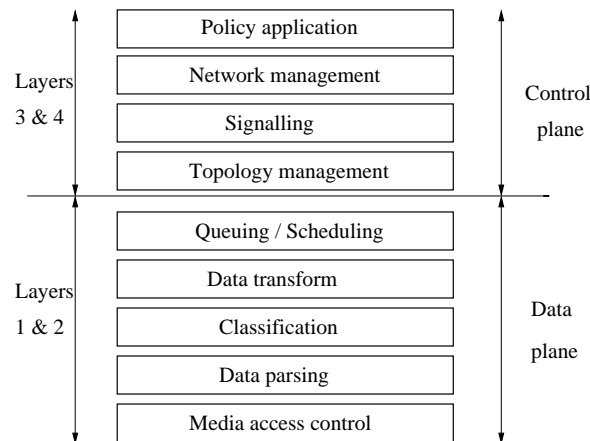 Policy application
Network management
Signalling
Topology management
Layers
3 & 4
Control
plane
Queuing / Scheduling
Data transform
Classification
Data parsing
Media access control
Layers
1 & 2
Data
plane